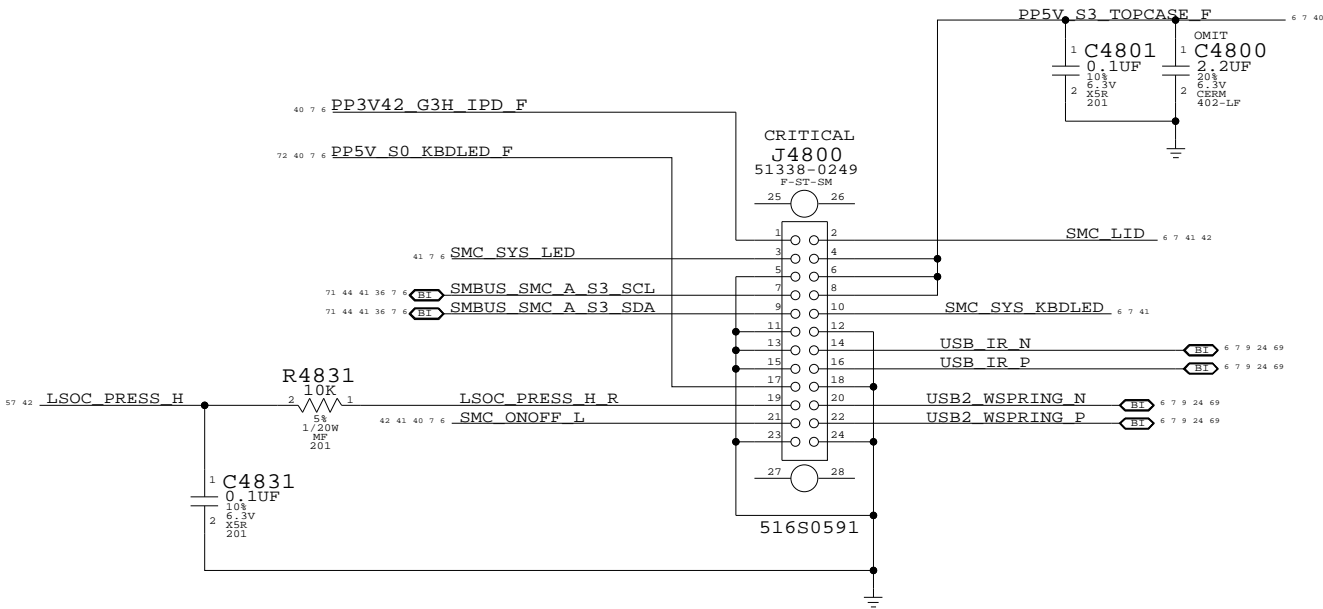 PP5V_S3_TOPCASE_F 6 7 40
OMIT
1 C4801
0.1UF
10%
6.3V
2 X5R
201
1 C4800
2.2UF
20%
6.3V
2 CERM
402-LF
40 7 6 PP3V42_G3H_IPD_F
72 40 7 6 PP5V_S0_KBDLED_F
CRITICAL
J4800
51338-0249
F-ST-SM
25 26
1 2 SMC_LID 6 7 41 42
41 7 6 SMC_SYS_LED 3 4
5 6
71 44 41 36 7 6 BI SMBUS_SMC_A_S3_SCL 7 8
71 44 41 36 7 6 BI SMBUS_SMC_A_S3_SDA 9 10 SMC_SYS_KBDLED 6 7 41
11 12
13 14 USB_IR_N BI 6 7 9 24 69
15 16 USB_IR_P BI 6 7 9 24 69
17 18
57 42 LSOC_PRESS_H 2 1 LSOC_PRESS_H_R 19 20 USB2_WSPRING_N BI 6 7 9 24 69
R4831
10K
5%
1/20W
MF
201
42 41 40 7 6 SMC_ONOFF_L 21 22 USB2_WSPRING_P BI 6 7 9 24 69
23 24
27 28
1 C4831
0.1UF
10%
6.3V
2 X5R
201
516S0591